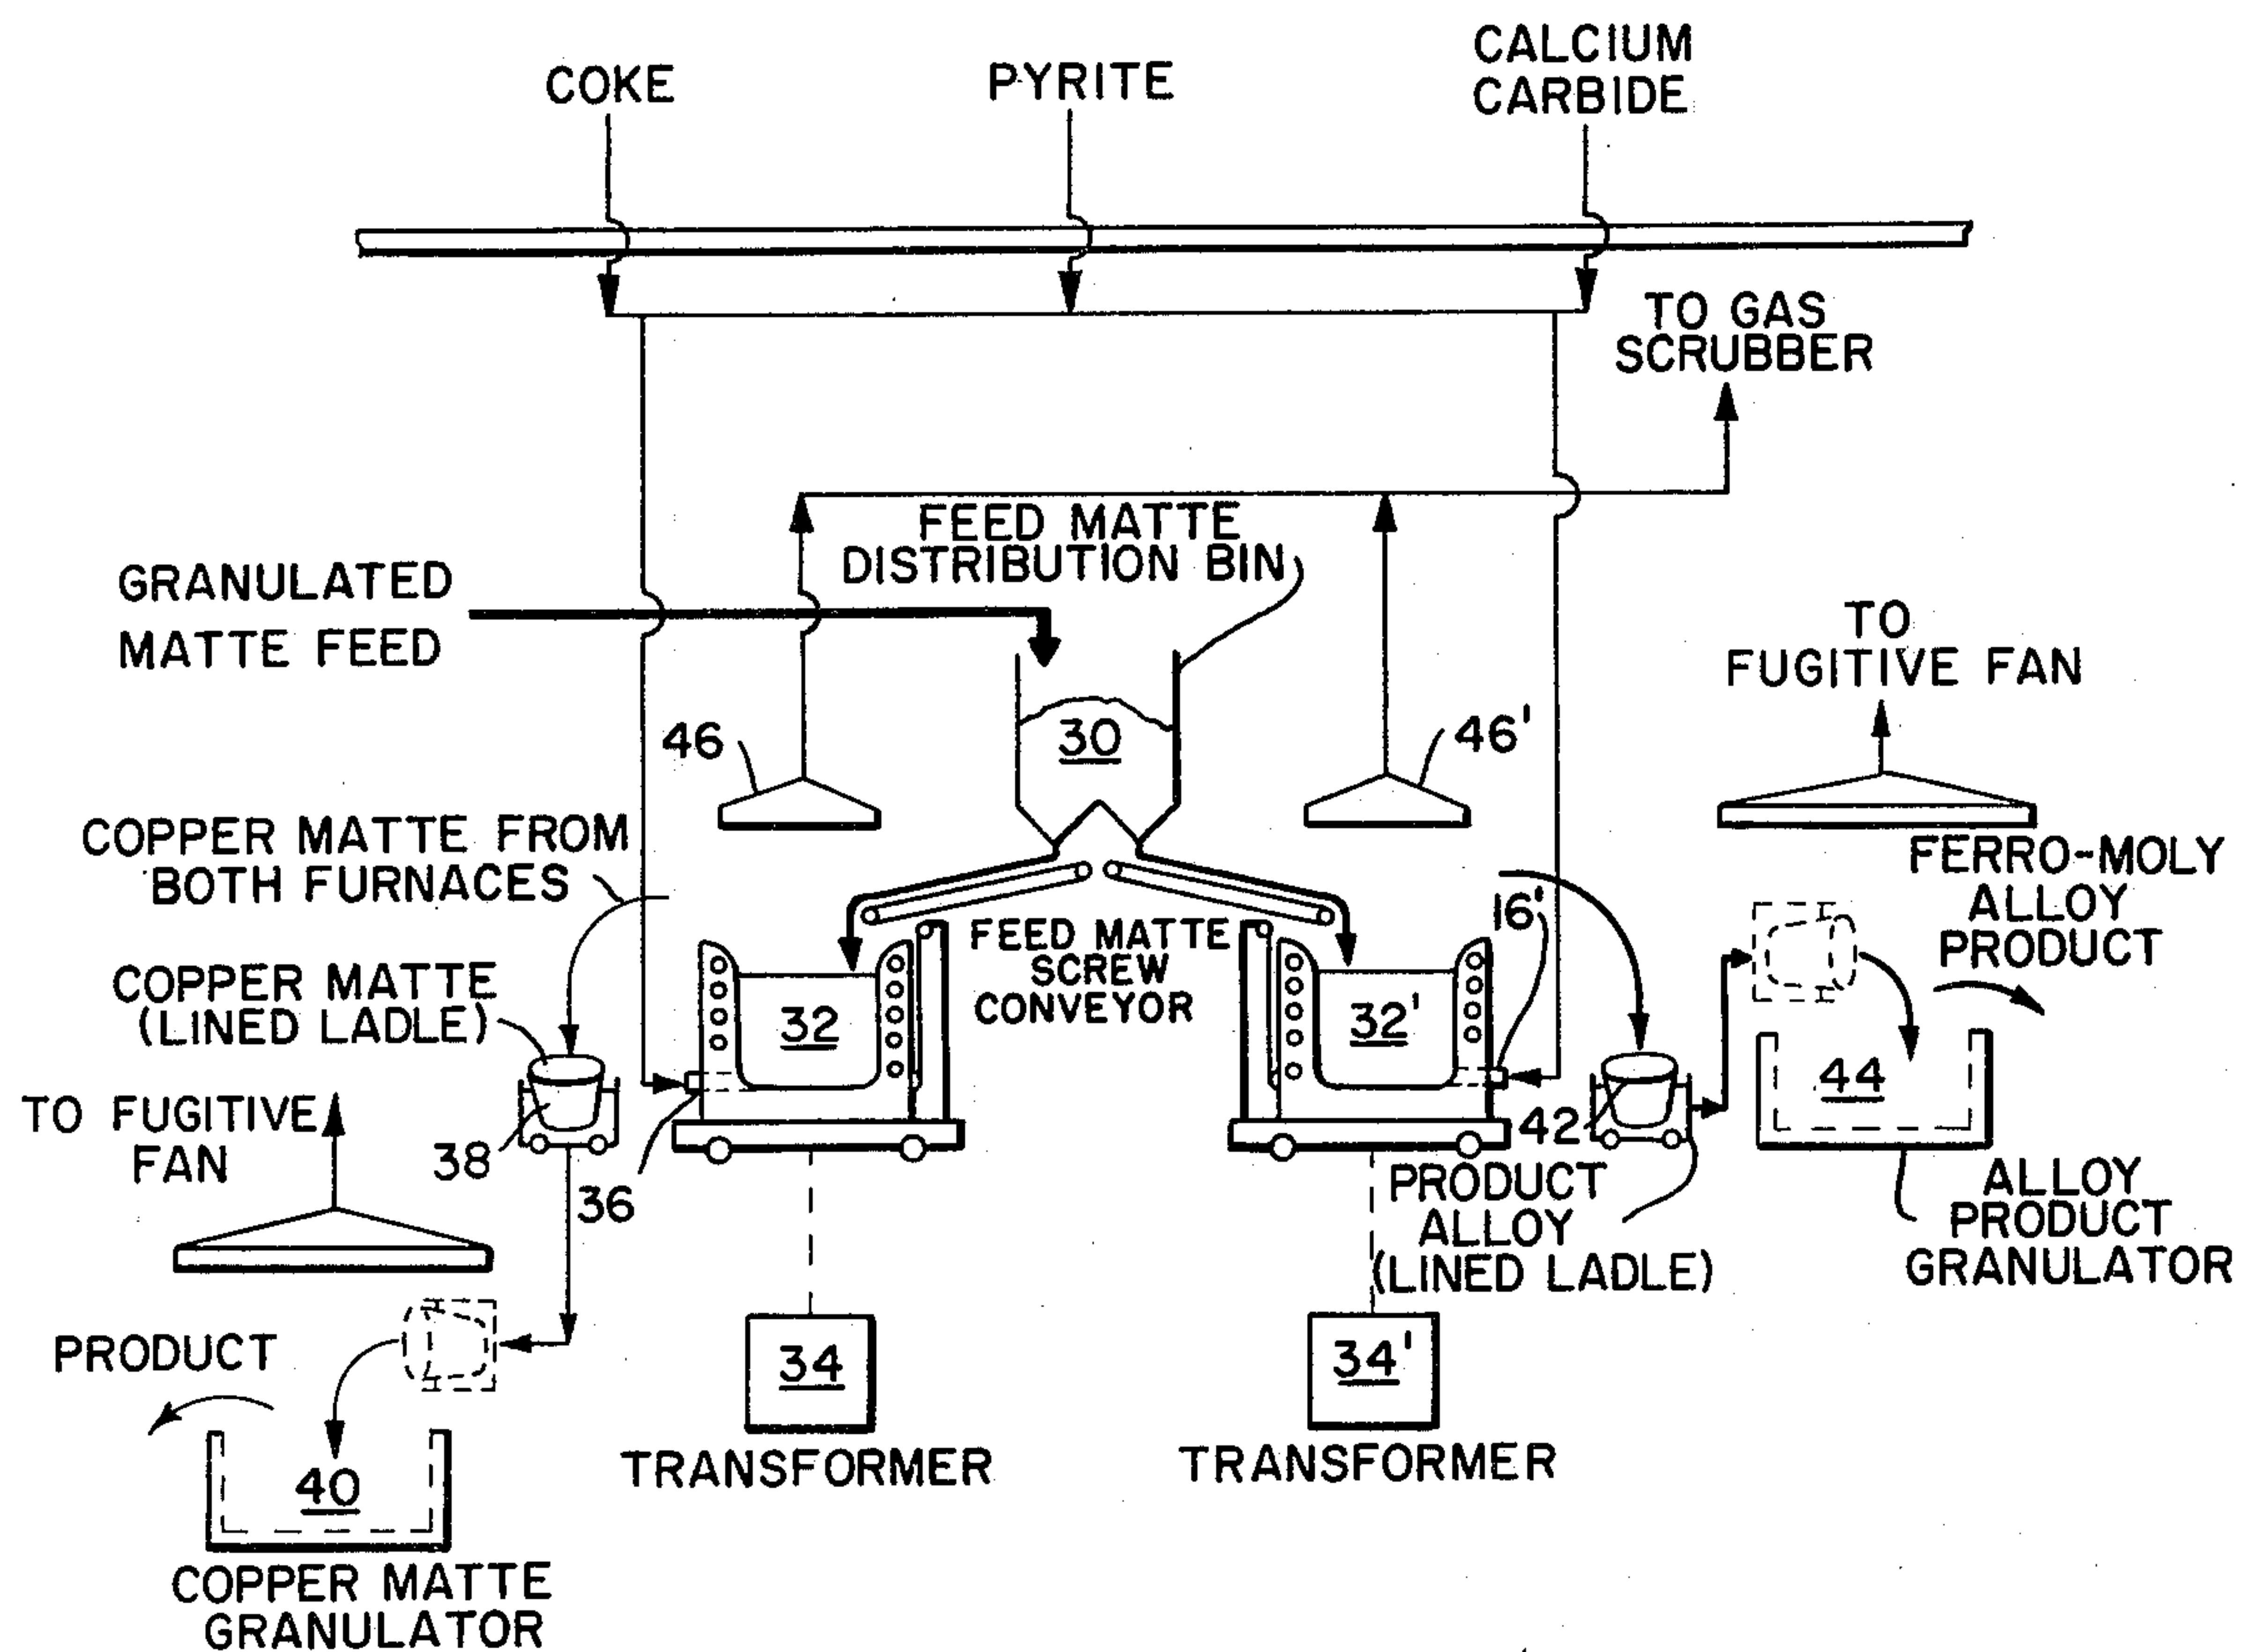 COKE
PYRITE
CALCIUM
CARBIDE
TO GAS
SCRUBBER
FEED MATTE
DISTRIBUTION BIN
GRANULATED
MATTE FEED
TO
FUGITIVE FAN
30
46
46'
COPPER MATTE FROM
BOTH FURNACES
FERRO-MOLY
ALLOY
PRODUCT
16'
FEED MATTE
SCREW
CONVEYOR
COPPER MATTE
(LINED LADLE)
32
32'
44
TO FUGITIVE
FAN
38
36
42
PRODUCT
ALLOY
(LINED LADLE)
ALLOY
PRODUCT
GRANULATOR
PRODUCT
34
34'
TRANSFORMER
TRANSFORMER
40
COPPER MATTE
GRANULATOR